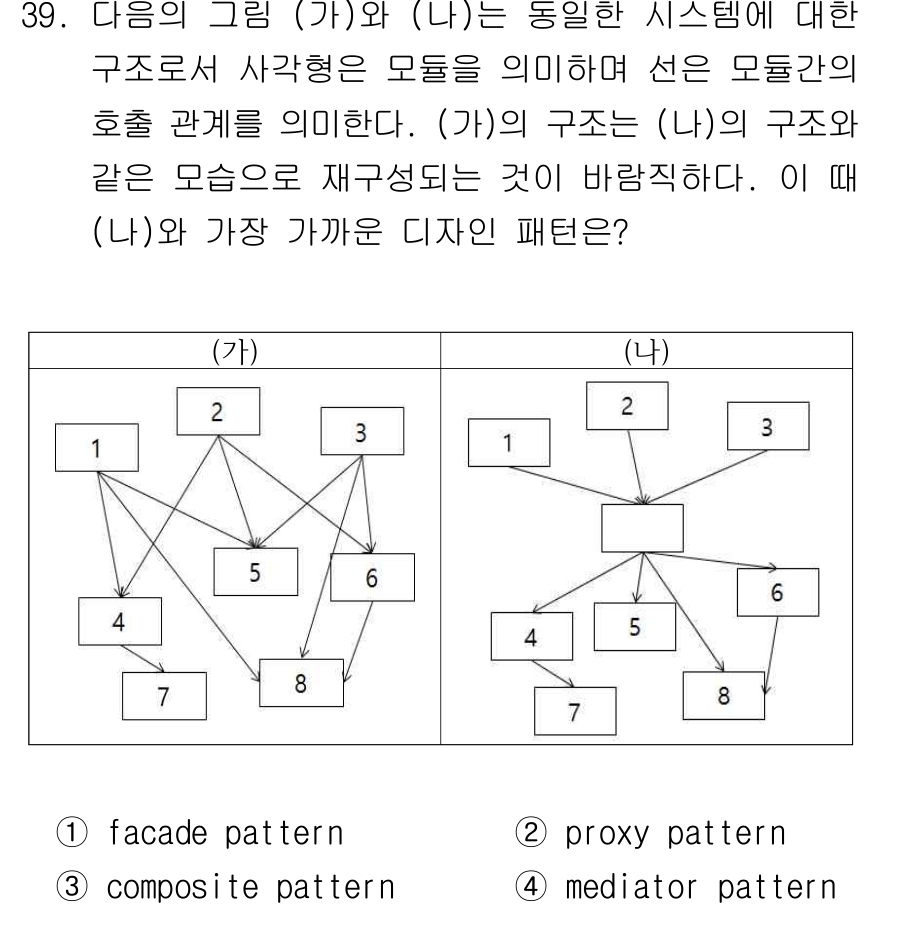 39. 다음의 그림 (가)와 (나)는 동일한 시스템에 대한
구조로서 사각형은 모듈을 의미하며 선은 모듈간의
호출 관계를 의미한다. (가)의 구조는 (나)의 구조와
같은 모습으로 재구성되는 것이 바람직하다. 이 때
(나)와 가장 가까운 디자인 패턴은?
(가)
(나)
1
2
3
4
5
6
7
8
1
2
3
4
5
6
7
8
① facade pattern
② proxy pattern
③ composite pattern
④ mediator pattern